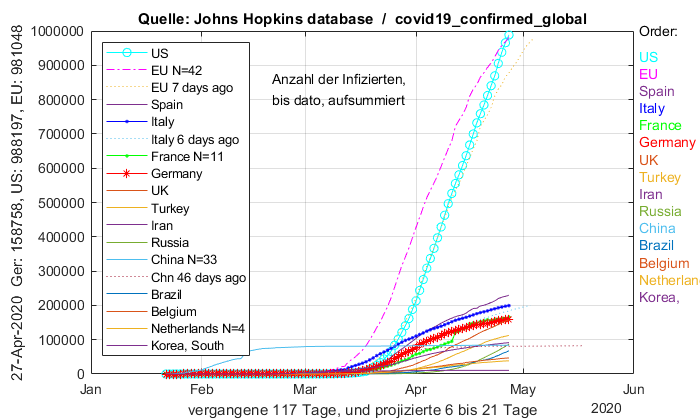 Quelle: Johns Hopkins database / covid19_confirmed_global
27-Apr-2020 Ger: 158758, US: 988197, EU: 981048
1000000
900000
800000
700000
600000
500000
400000
300000
200000
100000
0
US
EU N=42
EU 7 days ago
Spain
Italy
Italy 6 days ago
France N=11
Germany
UK
Turkey
Iran
Russia
China N=33
Chn 46 days ago
Brazil
Belgium
Netherlands N=4
Korea, South
Anzahl der Infizierten,
bis dato, aufsummiert
Order:
US
EU
Spain
Italy
France
Germany
UK
Turkey
Iran
Russia
China
Brazil
Belgium
Netherlan
Korea,
Jan Feb Mar Apr May Jun
vergangene 117 Tage, und projizierte 6 bis 21 Tage
2020